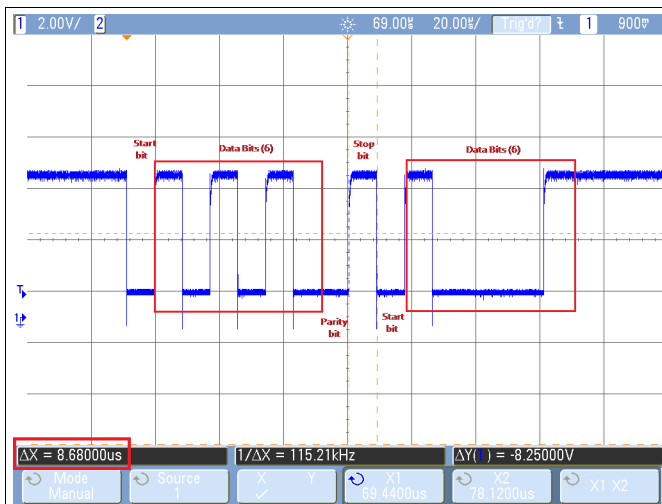 1 2.00V/ 2 69.00µs 20.00µs/ Trig'd? 1 900mV
Start
bit
Data Bits (6)
Stop
bit
Data Bits (6)
T
1
Parity
bit
Start
bit
ΔX = 8.68000us 1/ΔX = 115.21kHz ΔY(1) = -8.25000V
Mode Source X Y X1 X2 X1 X2
Manual 1 ✓ 69.4400us 78.1200us